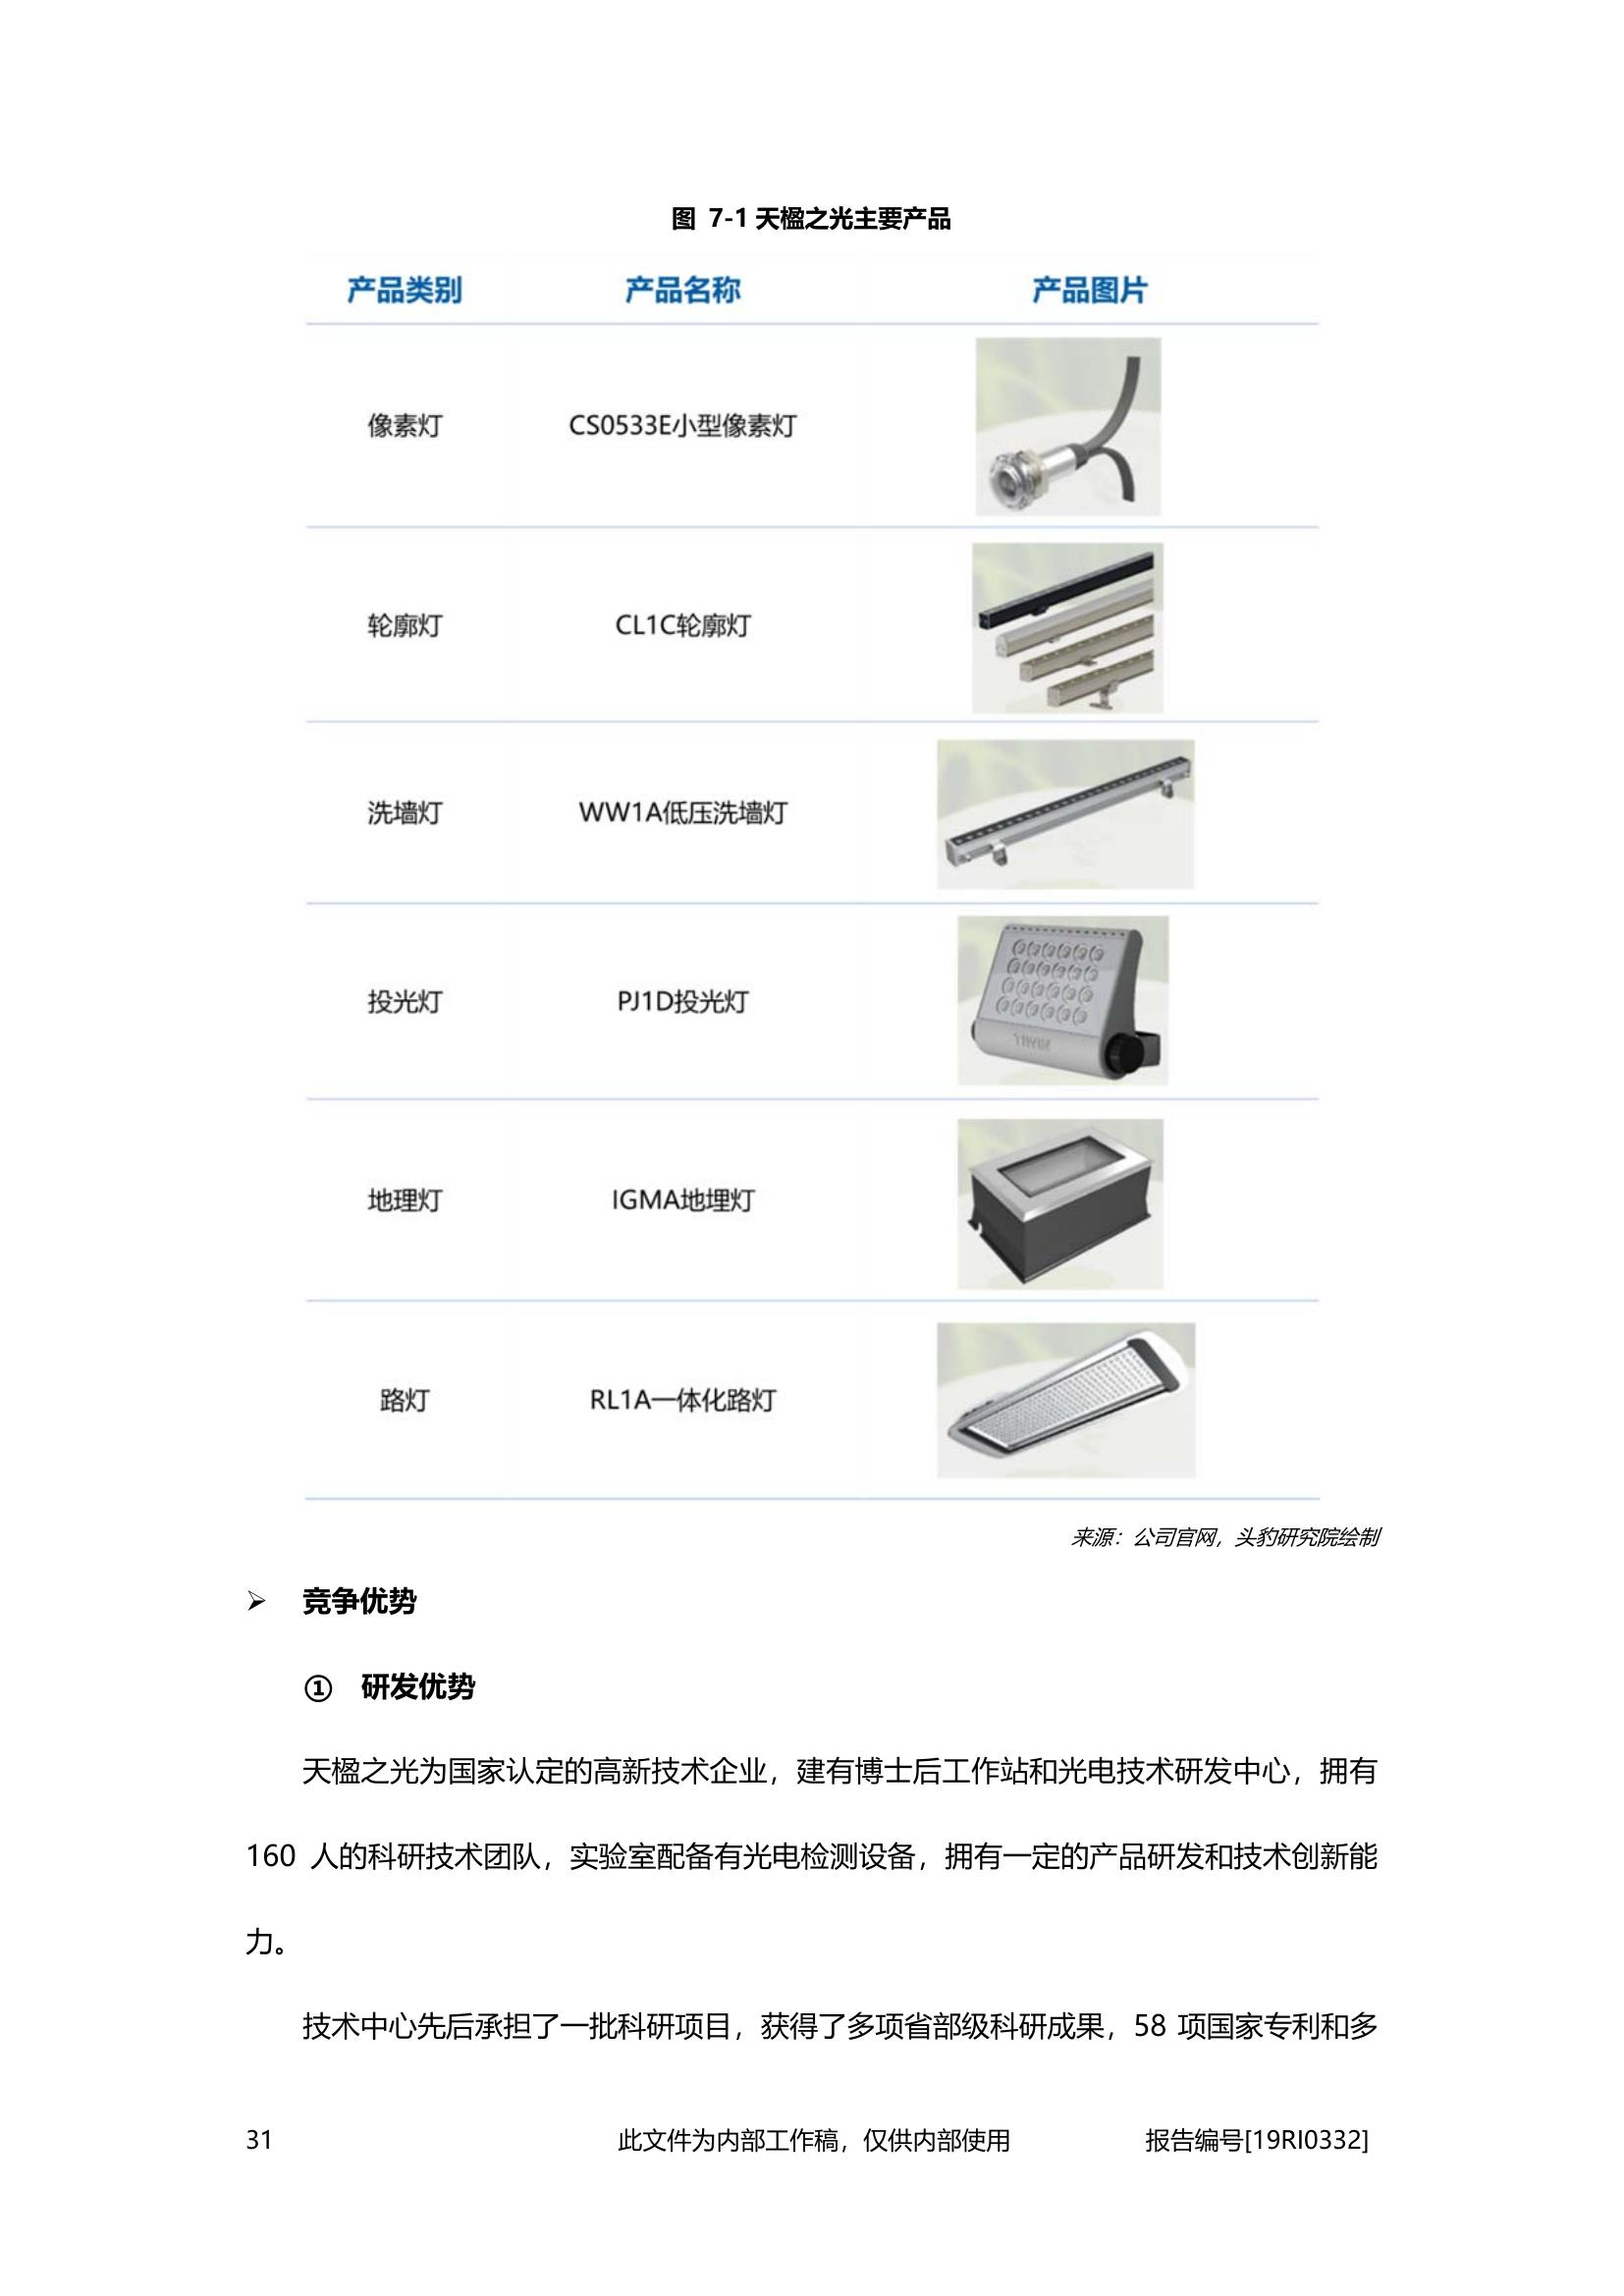 图 7-1 天楹之光主要产品
产品类别 产品名称 产品图片
像素灯 CS0533E小型像素灯
轮廓灯 CL1C轮廓灯
洗墙灯 WW1A低压洗墙灯
投光灯 PJ1D投光灯
地理灯 IGMA地埋灯
路灯 RL1A一体化路灯
来源：公司官网，头豹研究院绘制
➢ 竞争优势
① 研发优势
天楹之光为国家认定的高新技术企业，建有博士后工作站和光电技术研发中心，拥有
160 人的科研技术团队，实验室配备有光电检测设备，拥有一定的产品研发和技术创新能
力。
技术中心先后承担了一批科研项目，获得了多项省部级科研成果，58 项国家专利和多
31 此文件为内部工作稿，仅供内部使用 报告编号[19RI0332]